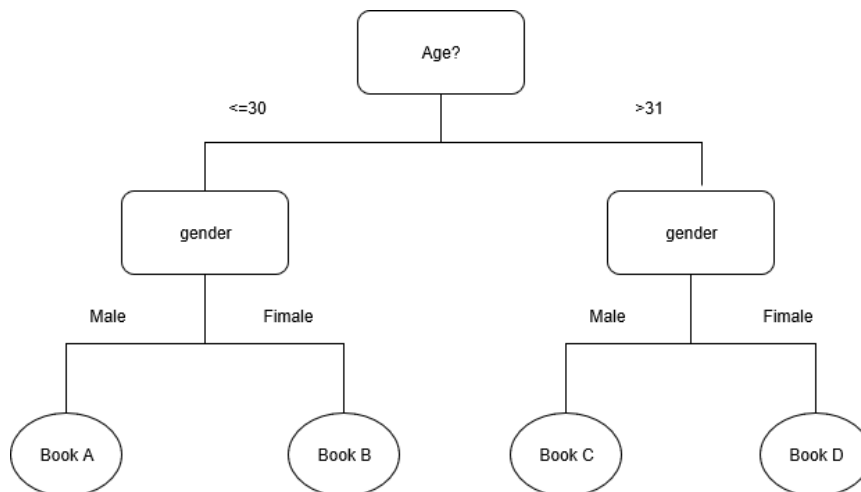 Age?
<=30
>31
gender
gender
Male
Fimale
Male
Fimale
Book A
Book B
Book C
Book D